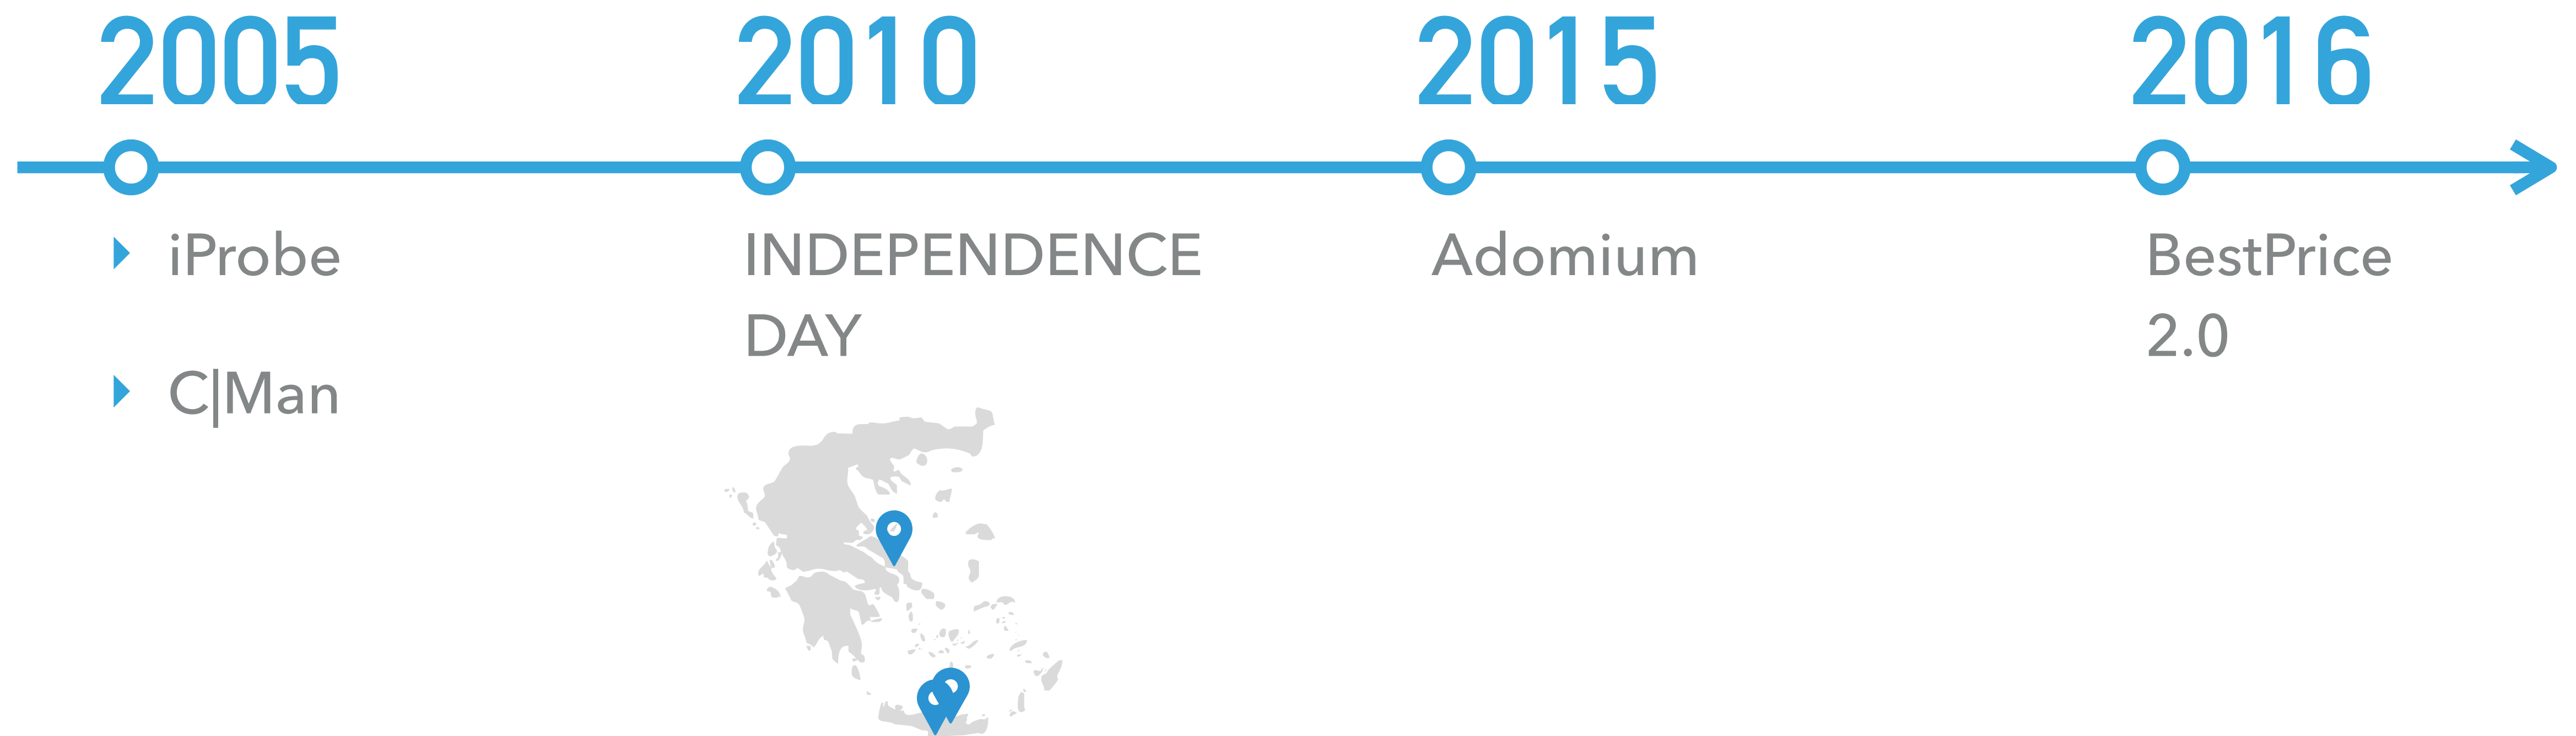 2005
2010
2015
2016
iProbe
C|Man
INDEPENDENCE
DAY
Adomium
BestPrice
2.0